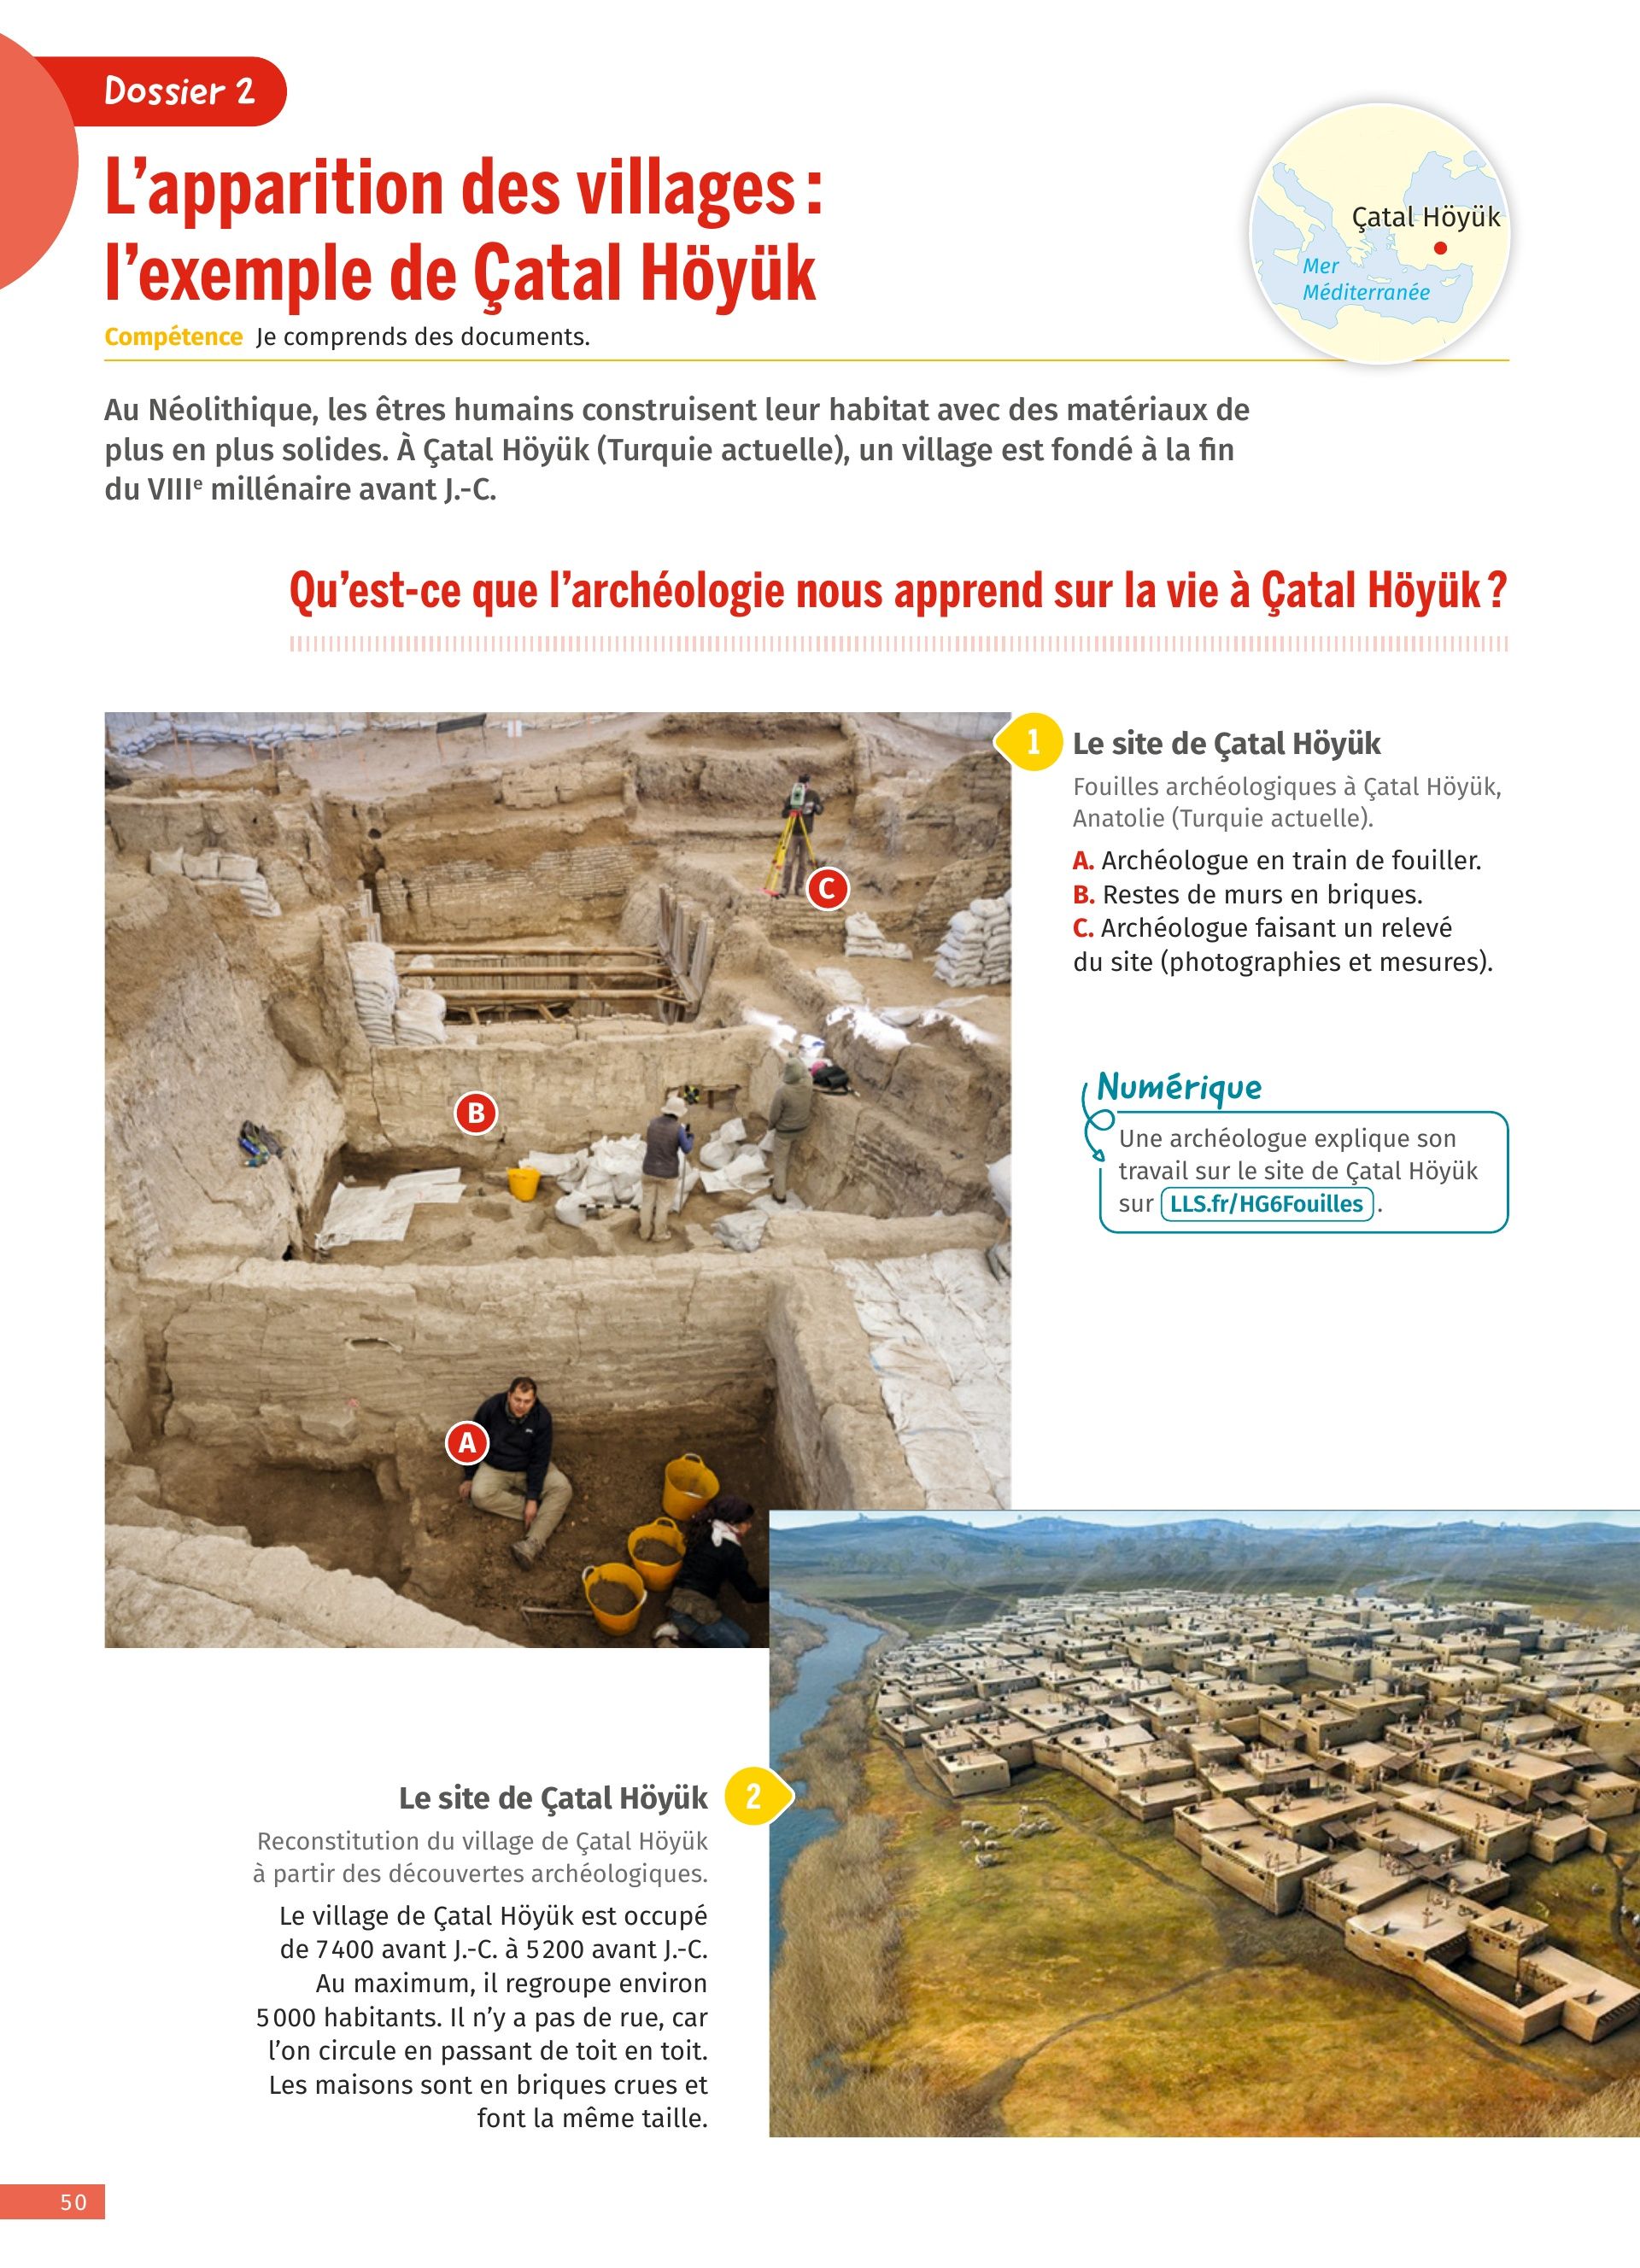 Dossier 2
L’apparition des villages :
l’exemple de Çatal Höyük
Compétence Je comprends des documents.
Çatal Höyük
Mer
Méditerranée
Au Néolithique, les êtres humains construisent leur habitat avec des matériaux de
plus en plus solides. À Çatal Höyük (Turquie actuelle), un village est fondé à la fin
du VIIIe millénaire avant J.-C.
Qu’est-ce que l’archéologie nous apprend sur la vie à Çatal Höyük ?
1 Le site de Çatal Höyük
Fouilles archéologiques à Çatal Höyük,
Anatolie (Turquie actuelle).
A. Archéologue en train de fouiller.
B. Restes de murs en briques.
C. Archéologue faisant un relevé
du site (photographies et mesures).
C
B
A
Numérique
Une archéologue explique son
travail sur le site de Çatal Höyük
sur LLS.fr/HG6Fouilles .
Le site de Çatal Höyük 2
Reconstitution du village de Çatal Höyük
à partir des découvertes archéologiques.
Le village de Çatal Höyük est occupé
de 7 400 avant J.-C. à 5 200 avant J.-C.
Au maximum, il regroupe environ
5 000 habitants. Il n’y a pas de rue, car
l’on circule en passant de toit en toit.
Les maisons sont en briques crues et
font la même taille.
50